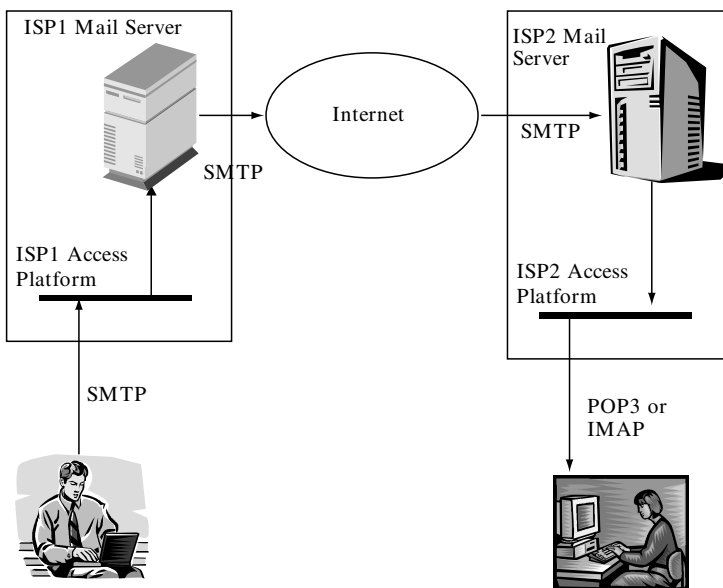 ISP1 Mail Server
ISP2 Mail
Server
Internet
SMTP
SMTP
ISP1 Access
Platform
ISP2 Access
Platform
SMTP
POP3 or
IMAP